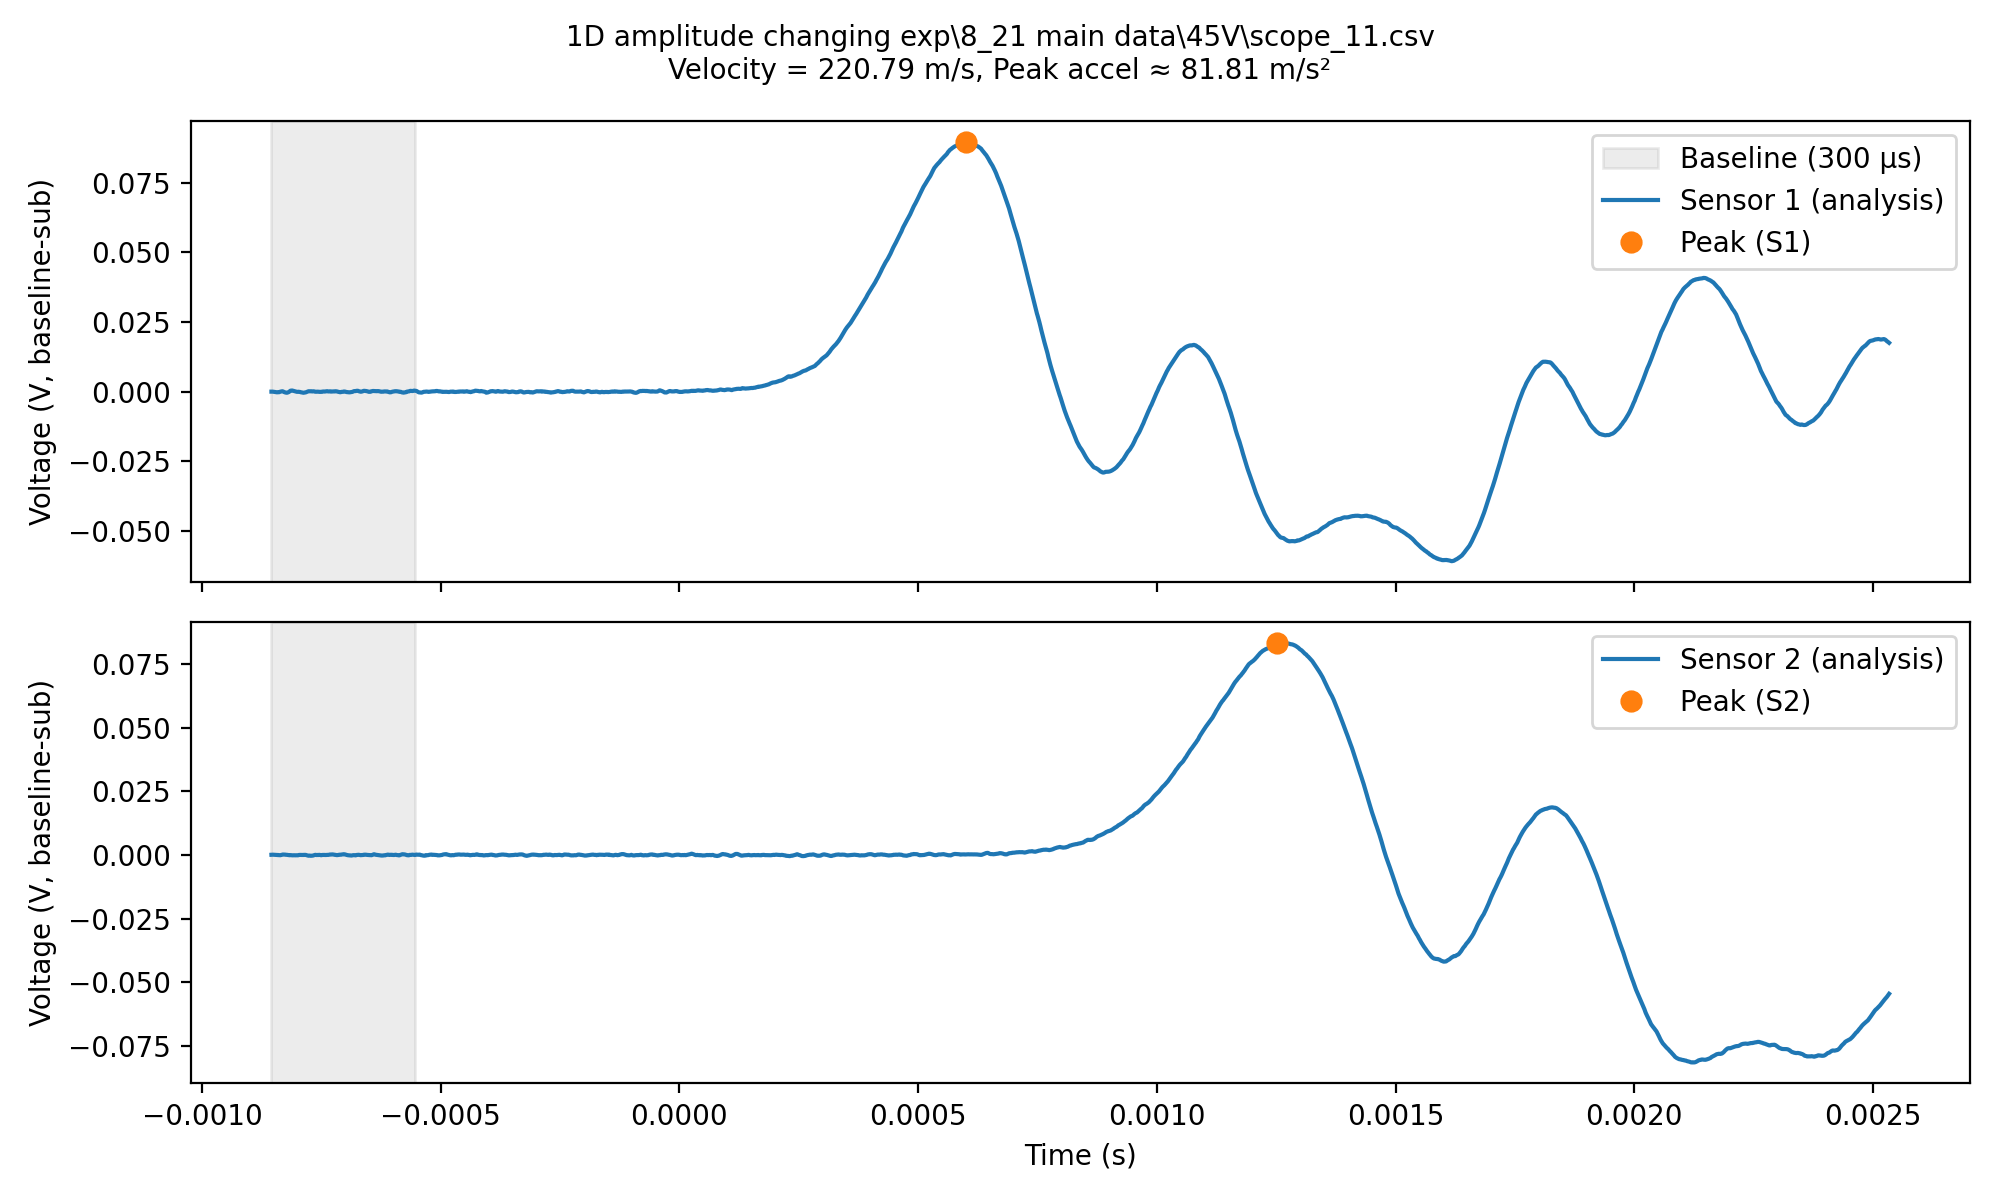 1D amplitude changing exp\8_21 main data\45V\scope_11.csv
Velocity = 220.79 m/s, Peak accel ≈ 81.81 m/s²
Voltage (V, baseline-sub)
0.075
0.050
0.025
0.000
−0.025
−0.050
Baseline (300 µs)
Sensor 1 (analysis)
Peak (S1)
Voltage (V, baseline-sub)
0.075
0.050
0.025
0.000
−0.025
−0.050
−0.075
Sensor 2 (analysis)
Peak (S2)
−0.0010 −0.0005 0.0000 0.0005 0.0010 0.0015 0.0020 0.0025
Time (s)